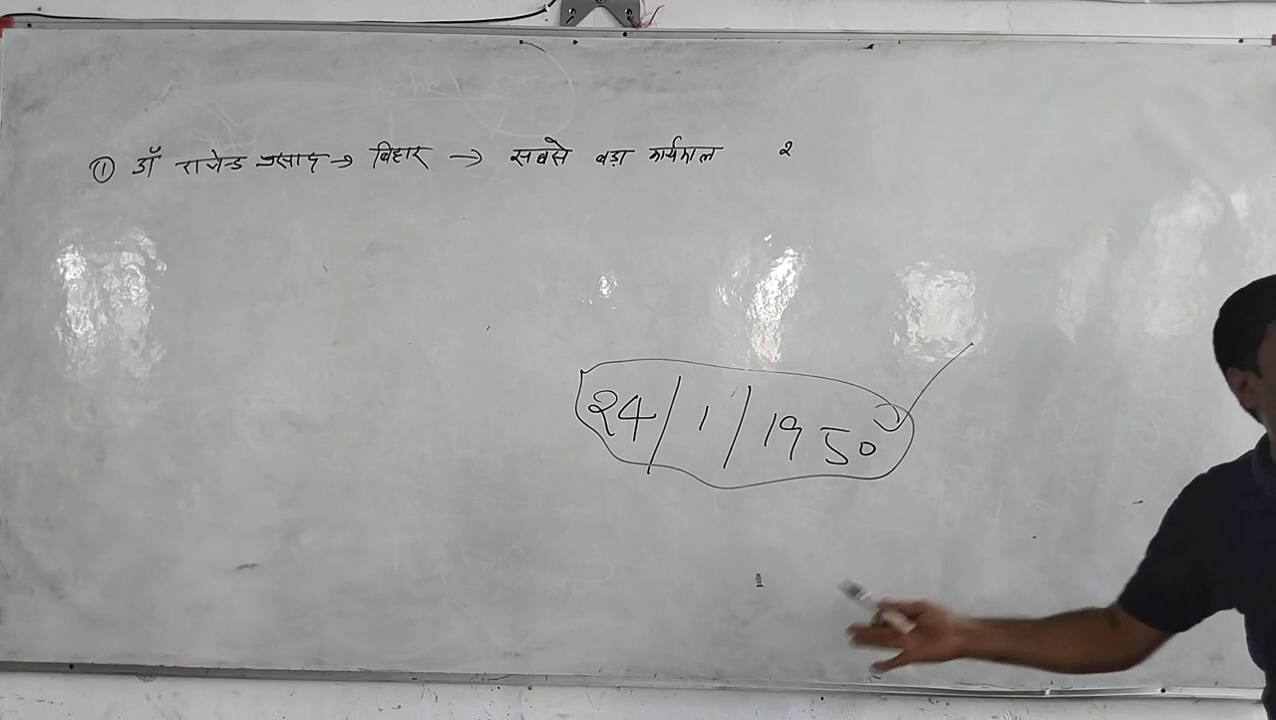 ① डॉ राजेन्द्र प्रसाद → बिहार → सबसे बड़ा कार्यकाल २
24/1/1950